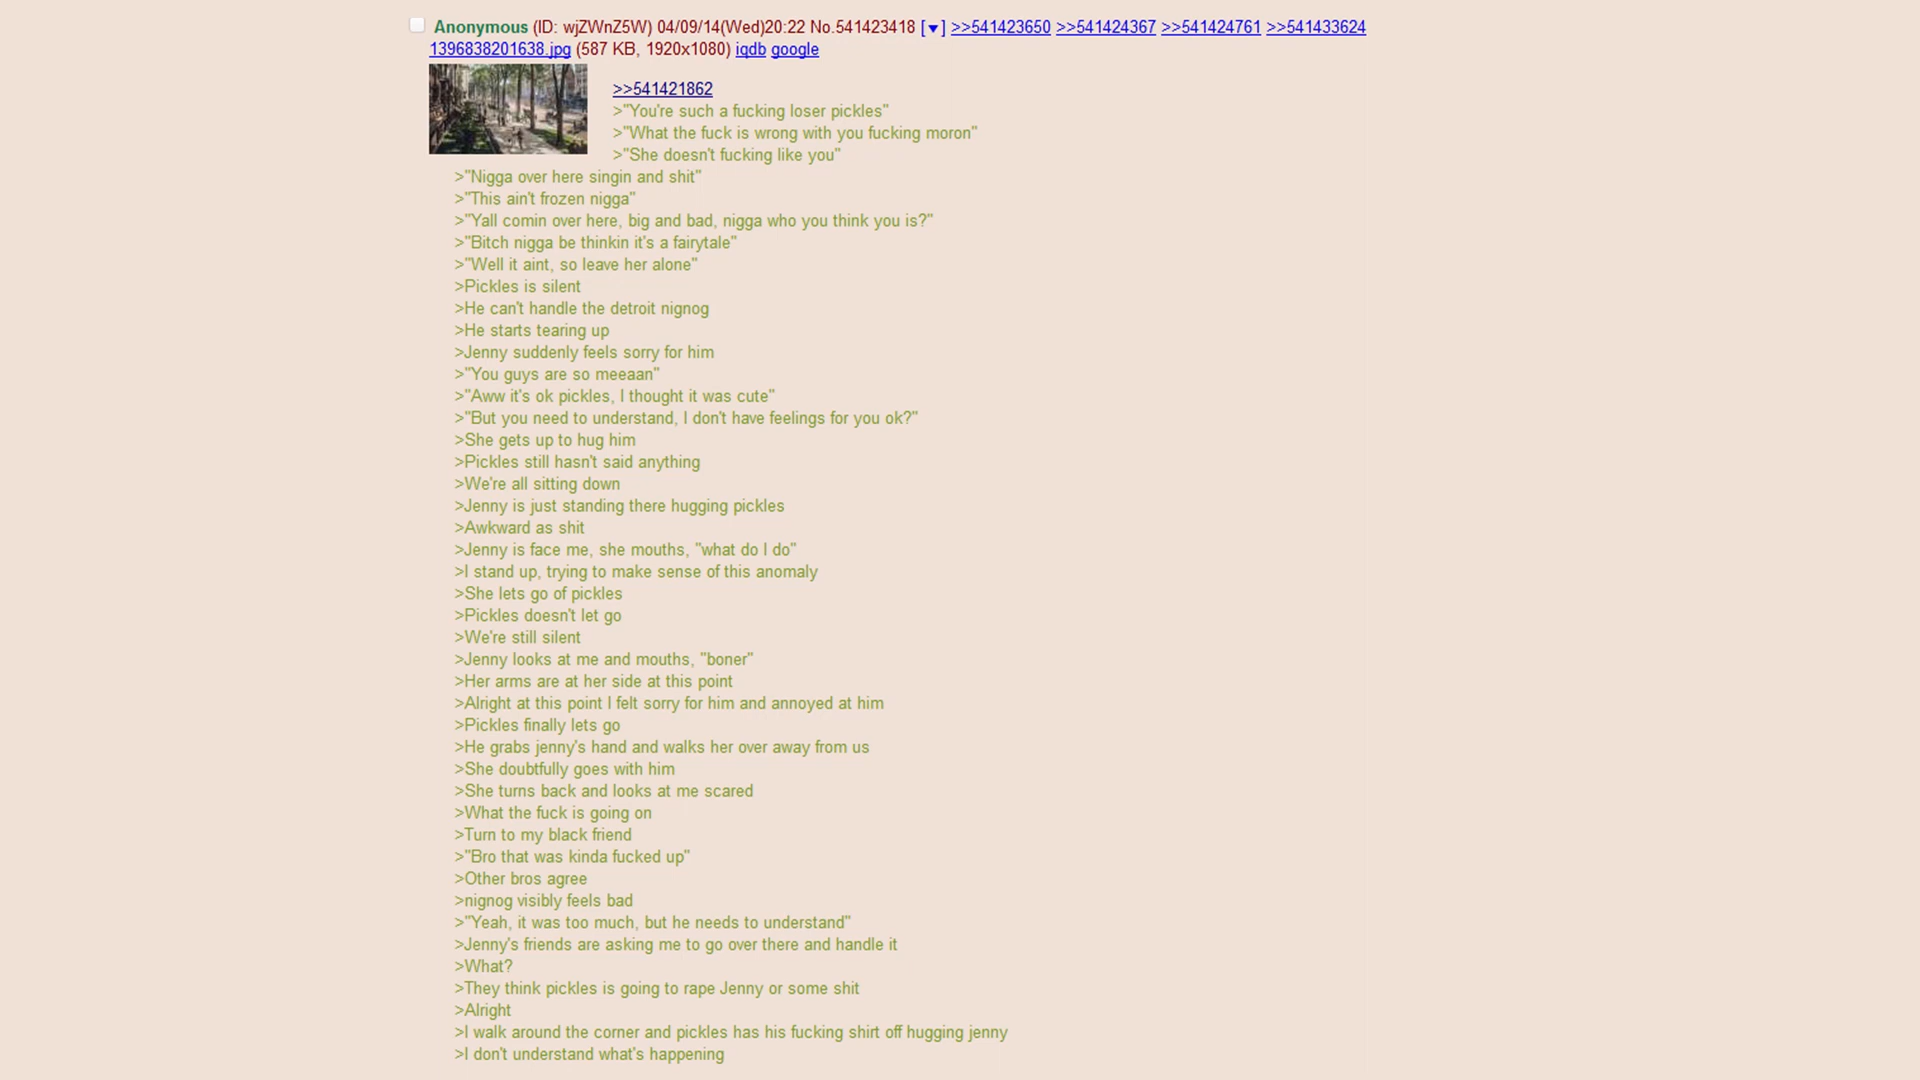 Anonymous (ID: wjZWnZ5W) 04/09/14(Wed)20:22 No.541423418 [▼] >>541423650 >>541424367 >>541424761 >>541433624
1396838201638.jpg (587 KB, 1920x1080) iqdb google
>>541421862
>"You're such a fucking loser pickles"
>"What the fuck is wrong with you fucking moron"
>"She doesn't fucking like you"
>"Nigga over here singin and shit"
>"This ain't frozen nigga"
>"Yall comin over here, big and bad, nigga who you think you is?"
>"Bitch nigga be thinkin it's a fairytale"
>"Well it aint, so leave her alone"
>Pickles is silent
>He can't handle the detroit nignog
>He starts tearing up
>Jenny suddenly feels sorry for him
>"You guys are so meeaan"
>"Aww it's ok pickles, I thought it was cute"
>"But you need to understand, I don't have feelings for you ok?"
>She gets up to hug him
>Pickles still hasn't said anything
>We're all sitting down
>Jenny is just standing there hugging pickles
>Awkward as shit
>Jenny is face me, she mouths, "what do I do"
>I stand up, trying to make sense of this anomaly
>She lets go of pickles
>Pickles doesn't let go
>We're still silent
>Jenny looks at me and mouths, "boner"
>Her arms are at her side at this point
>Alright at this point I felt sorry for him and annoyed at him
>Pickles finally lets go
>He grabs jenny's hand and walks her over away from us
>She doubtfully goes with him
>She turns back and looks at me scared
>What the fuck is going on
>Turn to my black friend
>"Bro that was kinda fucked up"
>Other bros agree
>nignog visibly feels bad
>"Yeah, it was too much, but he needs to understand"
>Jenny's friends are asking me to go over there and handle it
>What?
>They think pickles is going to rape Jenny or some shit
>Alright
>I walk around the corner and pickles has his fucking shirt off hugging jenny
>I don't understand what's happening